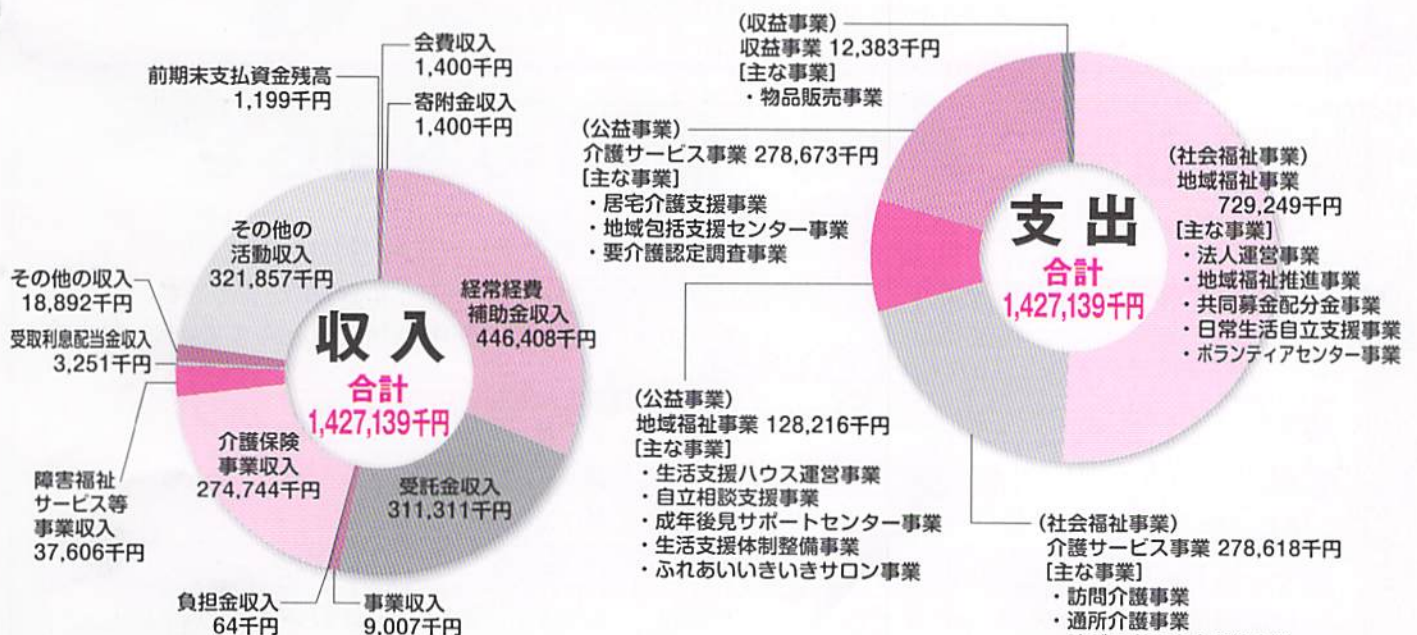 会費収入
1,400千円
寄附金収入
1,400千円
前期末支払資金残高
1,199千円
その他の
活動収入
321,857千円
その他の収入
18,892千円
受取利息配当金収入
3,251千円
障害福祉
サービス等
事業収入
37,606千円
介護保険
事業収入
274,744千円
負担金収入
64千円
事業収入
9,007千円
受託金収入
311,311千円
経常経費
補助金収入
446,408千円
収入
合計
1,427,139千円
(収益事業)
収益事業 12,383千円
[主な事業]
・物品販売事業
(公益事業)
介護サービス事業 278,673千円
[主な事業]
・居宅介護支援事業
・地域包括支援センター事業
・要介護認定調査事業
(公益事業)
地域福祉事業 128,216千円
[主な事業]
・生活支援ハウス運営事業
・自立相談支援事業
・成年後見サポートセンター事業
・生活支援体制整備事業
・ふれあいいきいきサロン事業
支出
合計
1,427,139千円
(社会福祉事業)
地域福祉事業
729,249千円
[主な事業]
・法人運営事業
・地域福祉推進事業
・共同募金配分金事業
・日常生活自立支援事業
・ボランティアセンター事業
(社会福祉事業)
介護サービス事業 278,618千円
[主な事業]
・訪問介護事業
・通所介護事業